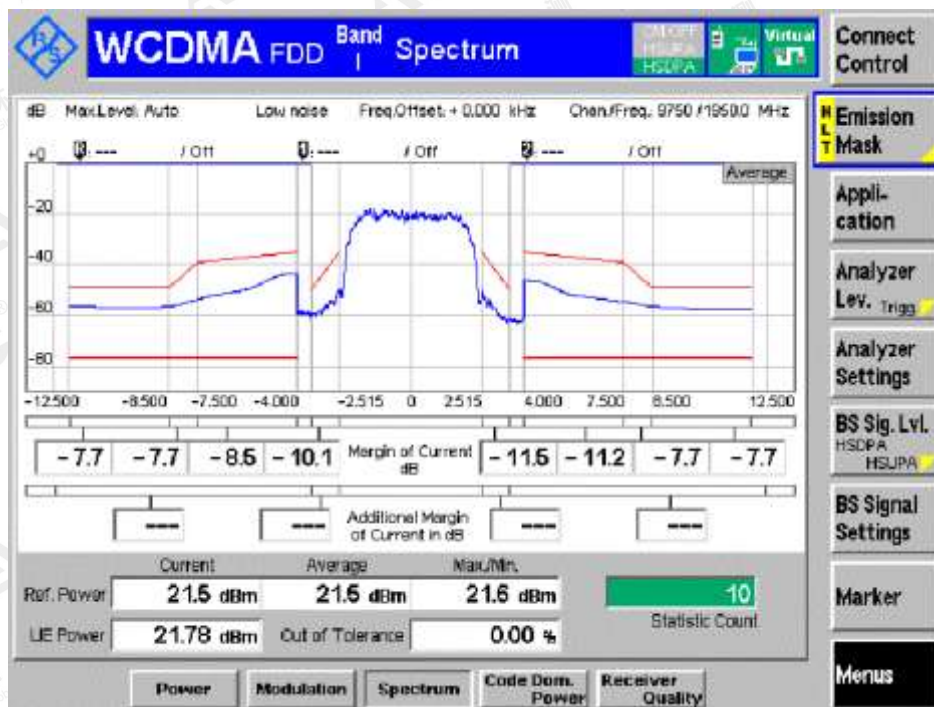 R S
WCDMA FDD Band I Spectrum
HSUPA
HSDPA
Virtual
Connect Control
dB Max.Level: Auto Low noise Freq.Offset: + 0.000 kHz Chan./Freq.: 9750 /1950.0 MHz
--- / Off --- / Off 2: --- / Off
Average
+0
-20
-40
-60
-80
-12.500 -8.500 -7.500 -4.000 -2.515 0 2.515 4.000 7.500 8.500 12.500
- 7.7 - 7.7 - 8.5 - 10.1 Margin of Current dB - 11.5 - 11.2 - 7.7 - 7.7
--- --- Additional Margin of Current in dB --- ---
Current Average Max./Min.
Ref. Power 21.5 dBm 21.5 dBm 21.6 dBm 10
Statistic Count
UE Power 21.78 dBm Out of Tolerance 0.00 %
Power Modulation Spectrum Code Dom. Power Receiver Quality
HLT Emission Mask
Appli-
cation
Analyzer
Lev. Trigg.
Analyzer
Settings
BS Sig. Lvl.
HSDPA
HSUPA
BS Signal
Settings
Marker
Menus